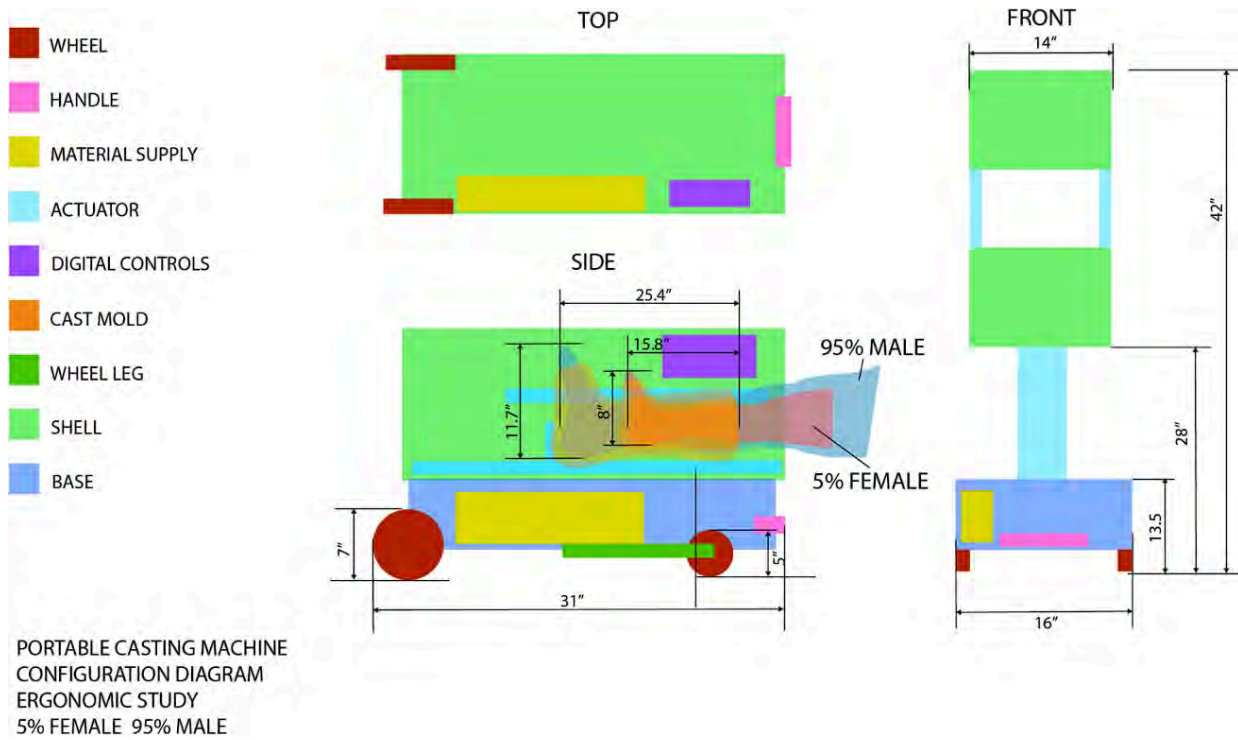 WHEEL
HANDLE
MATERIAL SUPPLY
ACTUATOR
DIGITAL CONTROLS
CAST MOLD
WHEEL LEG
SHELL
BASE
TOP
SIDE
25.4”
15.8”
11.7”
8”
95% MALE
5% FEMALE
7”
5”
31”
FRONT
14”
42”
28”
13.5
16”
PORTABLE CASTING MACHINE
CONFIGURATION DIAGRAM
ERGONOMIC STUDY
5% FEMALE 95% MALE